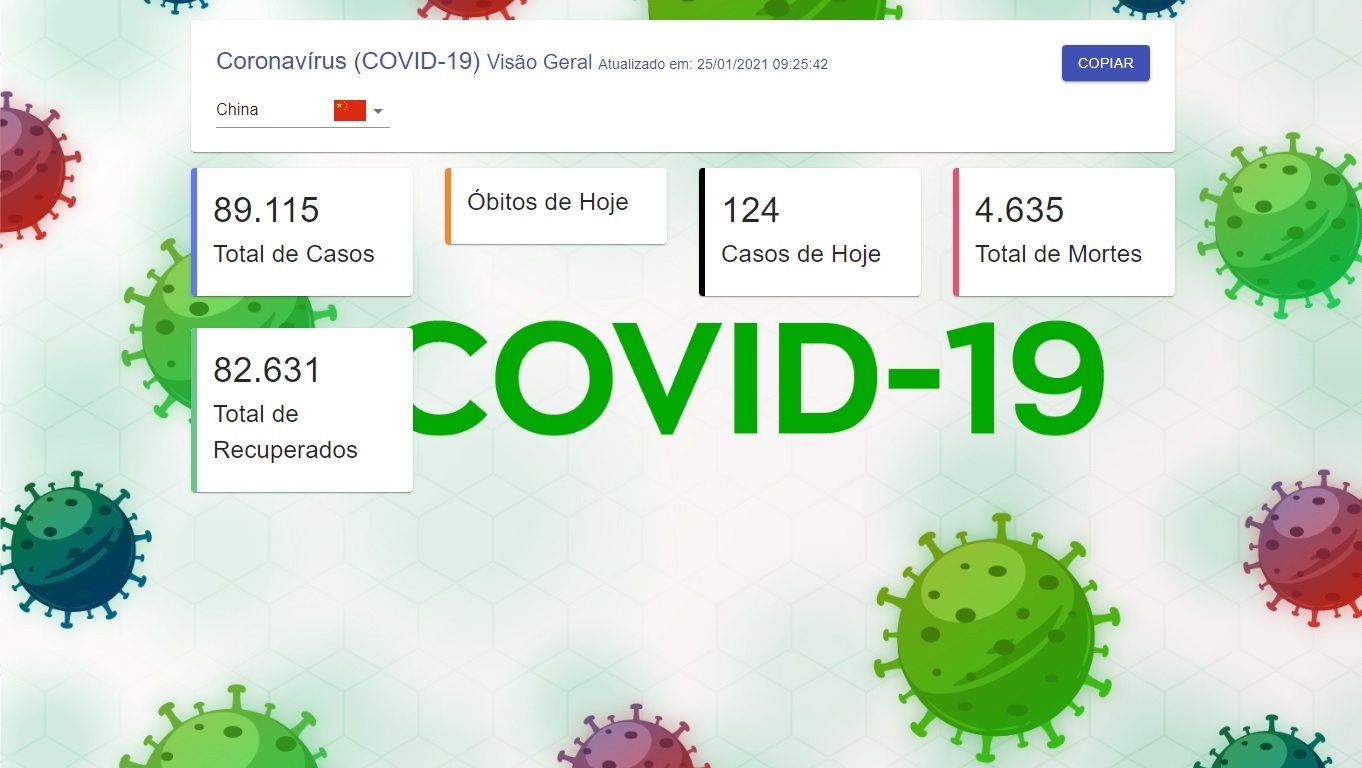 Coronavírus (COVID-19) Visão Geral Atualizado em: 25/01/2021 09:25:42
COPIAR
China
89.115
Total de Casos
Óbitos de Hoje
124
Casos de Hoje
4.635
Total de Mortes
82.631
Total de
Recuperados
COVID-19